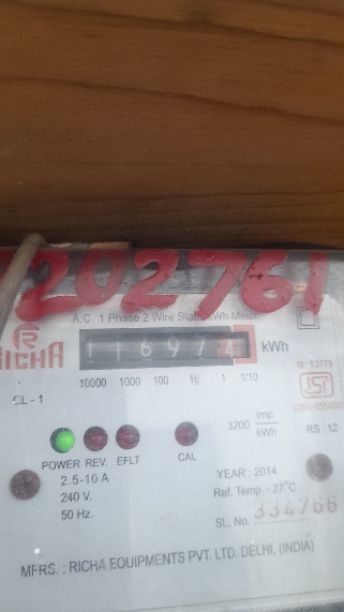 202761
A.C. 1 Phase 2 Wire Static kWh Meter
RICHA
kWh
10000 1000 100 10 1 1/10
IS: 13779
CL-1
3200 imp/kWh
RS: 12
POWER REV. EFLT CAL
2.5-10 A
240 V.
50 Hz.
YEAR : 2014
Ref. Temp. - 27°C
SL. No. 334766
MFRS. : RICHA EQUIPMENTS PVT. LTD. DELHI, (INDIA)